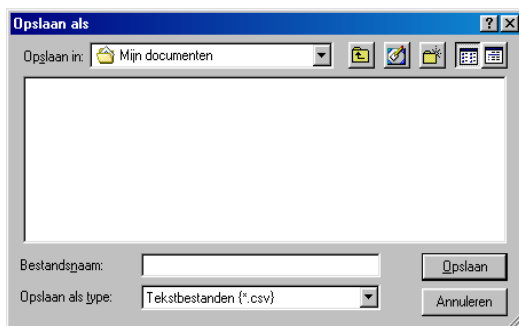 Opslaan als
Opslaan in: Mijn documenten
Bestandsnaam:
Opslaan
Opslaan als type: Tekstbestanden {*.csv}
Annuleren